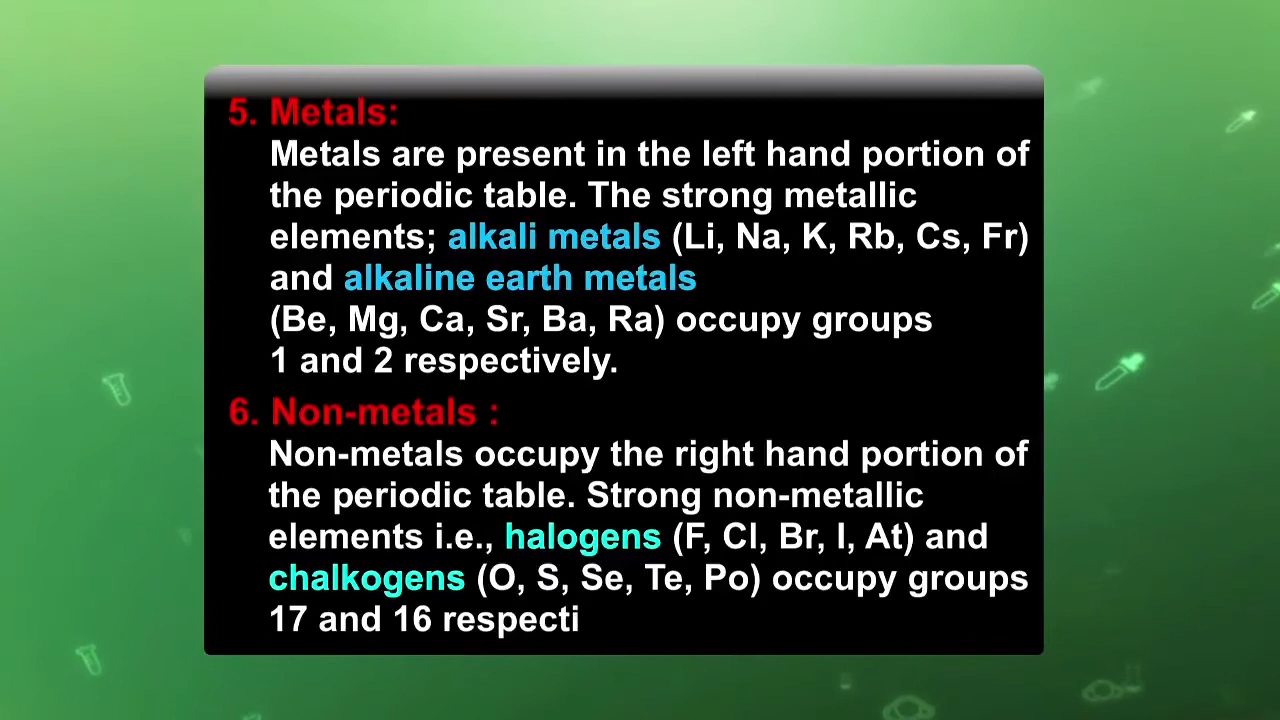 5. Metals:
Metals are present in the left hand portion of
the periodic table. The strong metallic
elements; alkali metals (Li, Na, K, Rb, Cs, Fr)
and alkaline earth metals
(Be, Mg, Ca, Sr, Ba, Ra) occupy groups
1 and 2 respectively.
6. Non-metals :
Non-metals occupy the right hand portion of
the periodic table. Strong non-metallic
elements i.e., halogens (F, Cl, Br, I, At) and
chalkogens (O, S, Se, Te, Po) occupy groups
17 and 16 respecti